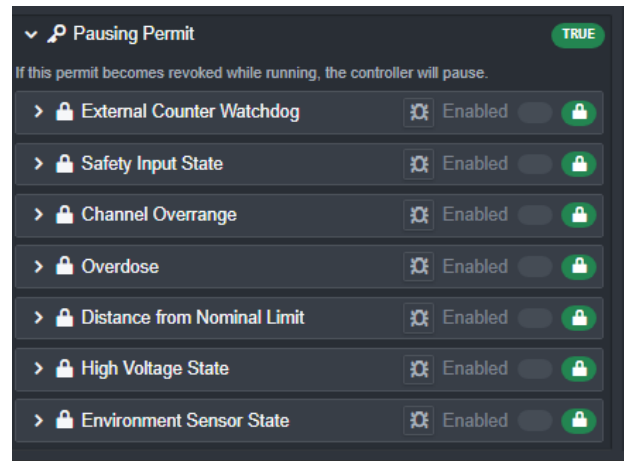 Pausing Permit TRUE
If this permit becomes revoked while running, the controller will pause.
External Counter Watchdog Enabled
Safety Input State Enabled
Channel Overrange Enabled
Overdose Enabled
Distance from Nominal Limit Enabled
High Voltage State Enabled
Environment Sensor State Enabled